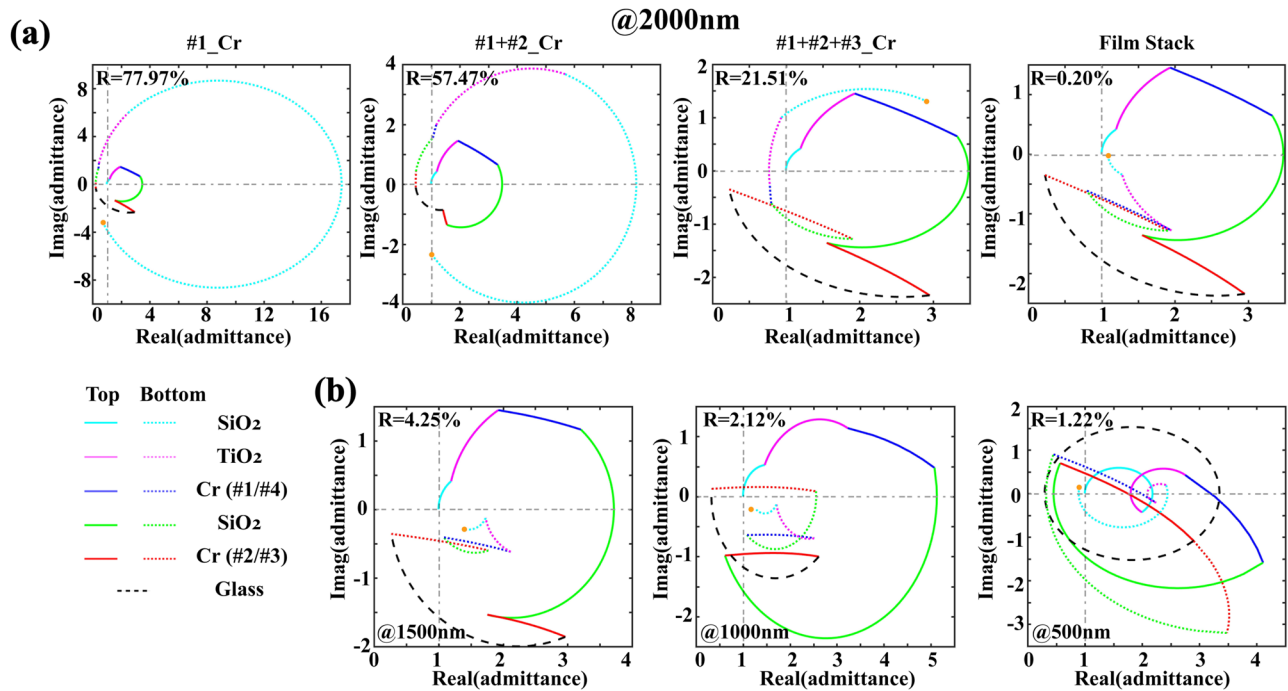 @2000nm
(a)
#1_Cr
#1+#2_Cr
#1+#2+#3_Cr
Film Stack
R=77.97%
R=57.47%
R=21.51%
R=0.20%
Imag(admittance)
8
4
0
-4
-8
0
4
8
12
16
Real(admittance)
Imag(admittance)
4
2
0
-2
-4
0
2
4
6
8
Real(admittance)
Imag(admittance)
2
1
0
-1
-2
0
1
2
3
Real(admittance)
Imag(admittance)
1
0
-1
-2
0
1
2
3
Real(admittance)
Top Bottom
SiO₂
TiO₂
Cr (#1/#4)
SiO₂
Cr (#2/#3)
Glass
(b)
R=4.25%
@1500nm
Imag(admittance)
1
0
-1
-2
0
1
2
3
4
Real(admittance)
R=2.12%
@1000nm
Imag(admittance)
1
0
-1
-2
0
1
2
3
4
5
Real(admittance)
R=1.22%
@500nm
Imag(admittance)
2
1
0
-1
-2
-3
0
1
2
3
4
Real(admittance)